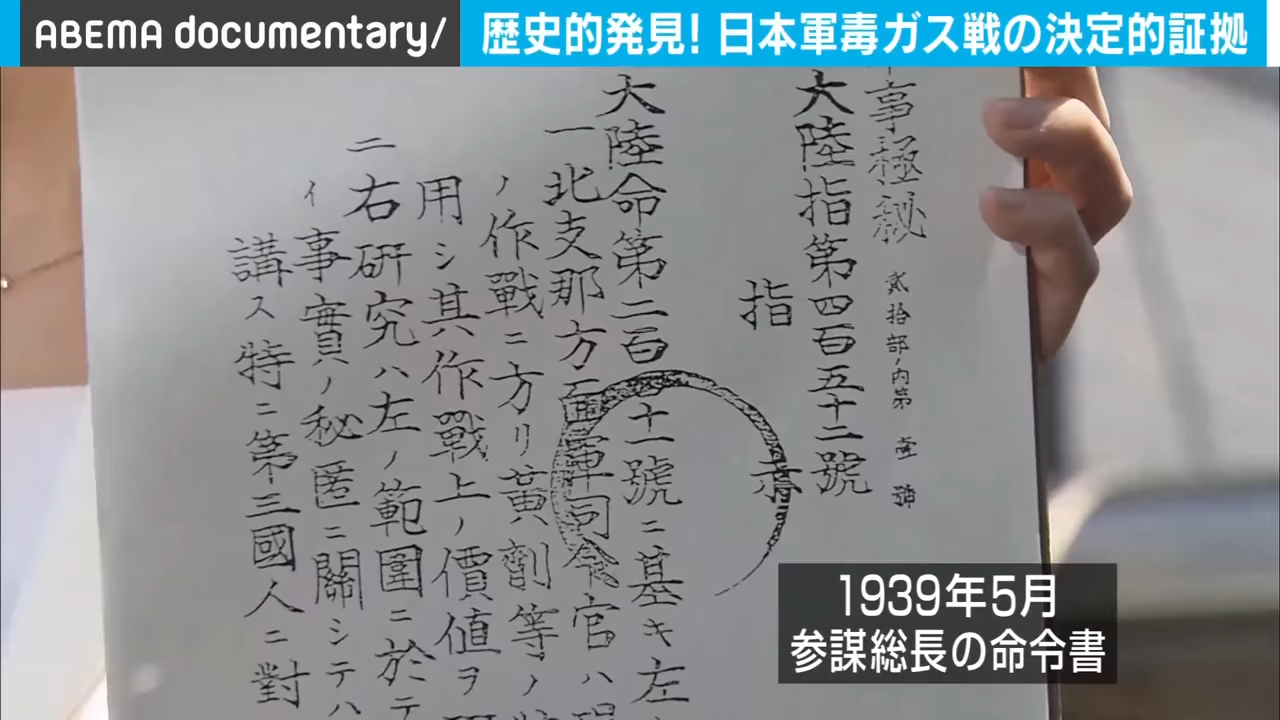 ABEMA documentary/
歴史的発見! 日本軍毒ガス戦の決定的証拠
事極秘 貳拾部ノ内第 壹 號
大陸指第四百五十二號
指
大陸命第二百四十一號ニ基キ左
一北支那方面軍司令官ハ現
ノ作戰ニ方リ黃劑等ノ
用シ其作戰上ノ價値ヲ
二右研究ハ左ノ範圍ニ於テ
イ事實ノ秘匿ニ關シテハ
講ス特ニ第三國人ニ對
1939年5月
参謀総長の命令書